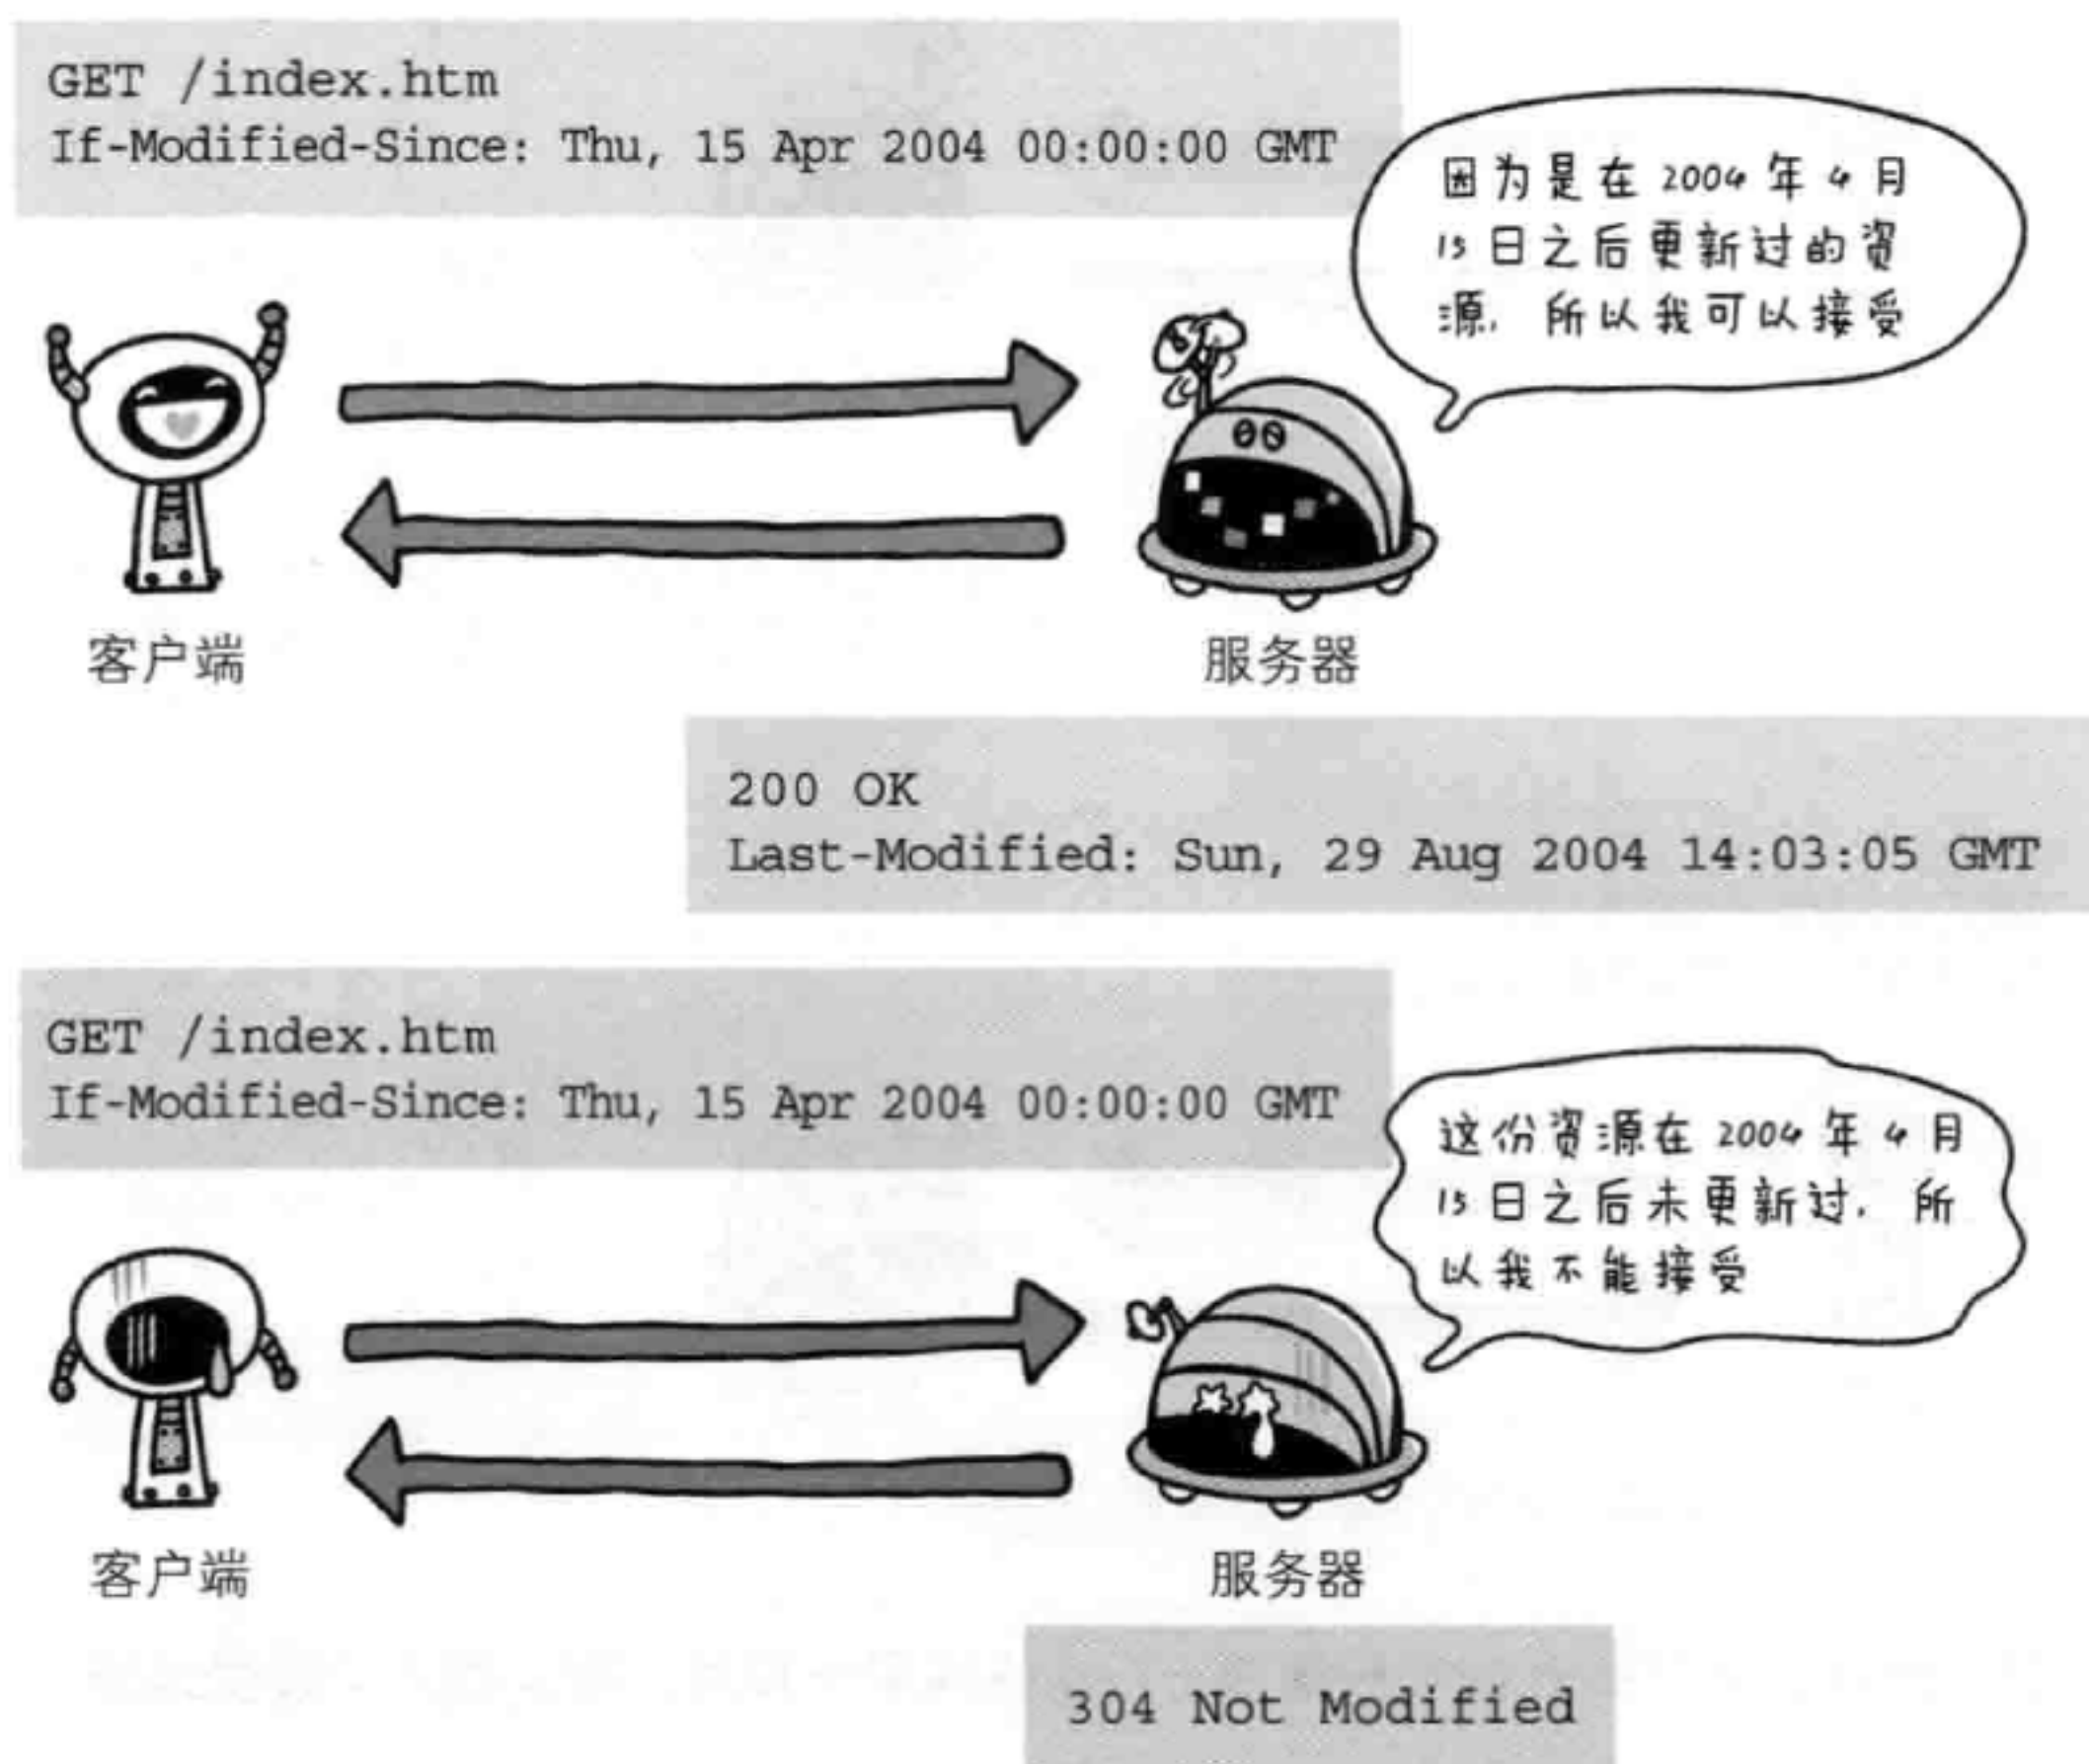 GET /index.htm
If-Modified-Since: Thu, 15 Apr 2004 00:00:00 GMT
因为是在 2004 年 4 月
15 日之后更新过的资
源，所以我可以接受
客户端
服务器
200 OK
Last-Modified: Sun, 29 Aug 2004 14:03:05 GMT
GET /index.htm
If-Modified-Since: Thu, 15 Apr 2004 00:00:00 GMT
这份资源在 2004 年 4 月
15 日之后未更新过，所
以我不能接受
客户端
服务器
304 Not Modified